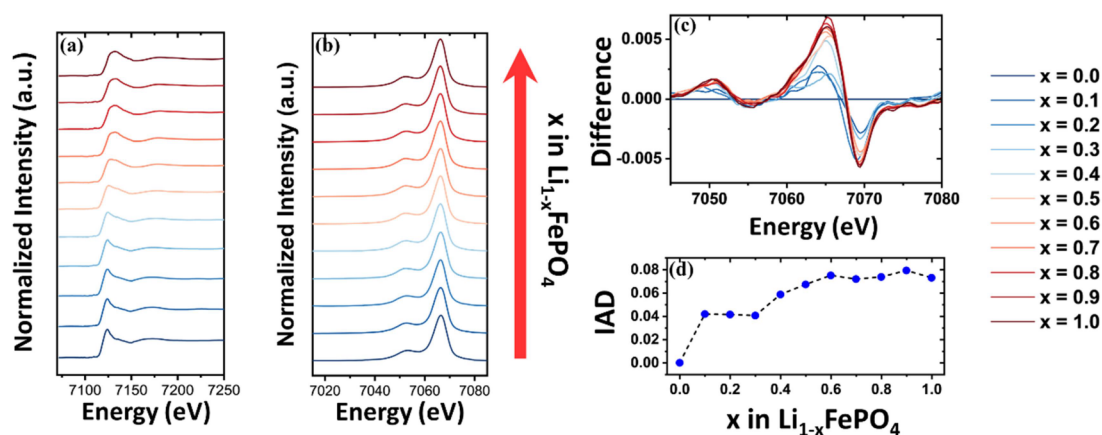 (a)
Normalized Intensity (a.u.)
7100 7150 7200 7250
Energy (eV)
(b)
Normalized Intensity (a.u.)
7020 7040 7060 7080
Energy (eV)
x in Li1-xFePO4
(c)
Difference
0.005
0.000
-0.005
7050 7060 7070 7080
Energy (eV)
(d)
IAD
0.08
0.06
0.04
0.02
0.00
0.0 0.2 0.4 0.6 0.8 1.0
x in Li1-xFePO4
x = 0.0
x = 0.1
x = 0.2
x = 0.3
x = 0.4
x = 0.5
x = 0.6
x = 0.7
x = 0.8
x = 0.9
x = 1.0